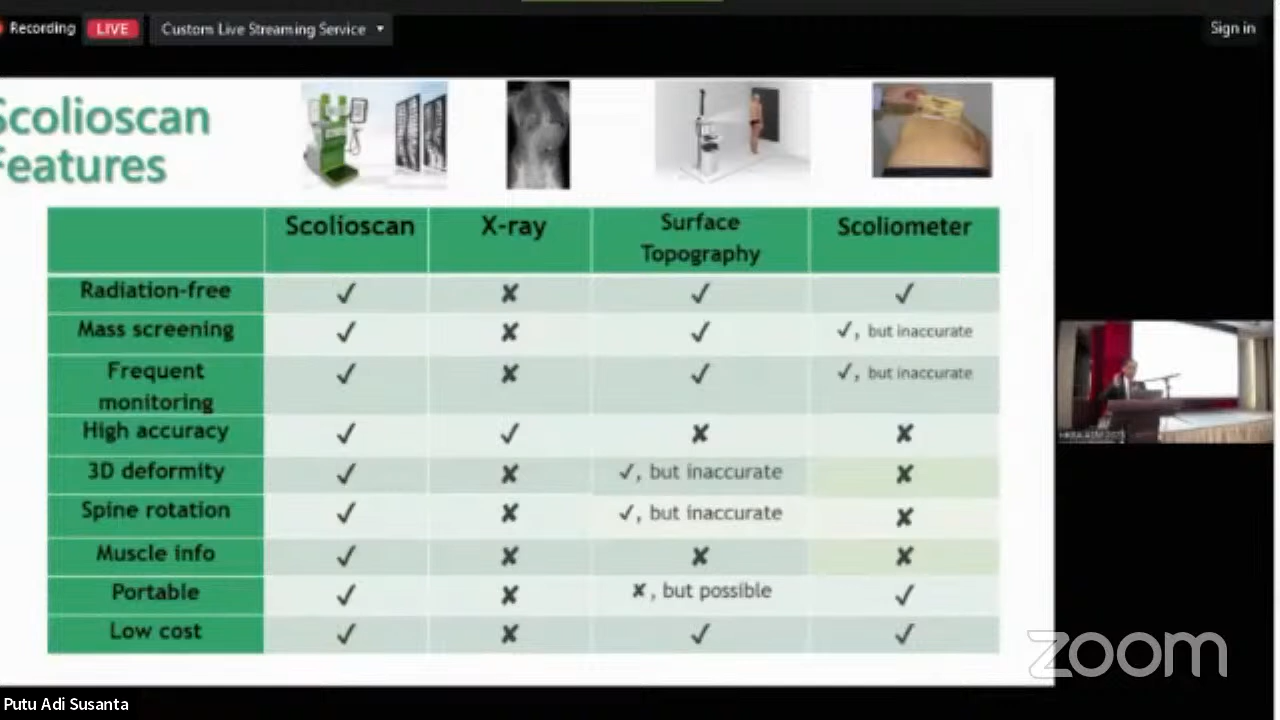 Recording
LIVE
Custom Live Streaming Service
Sign in
Scolioscan
Features
Scolioscan X-ray Surface Topography Scoliometer
Radiation-free ✓ ✘ ✓ ✓
Mass screening ✓ ✘ ✓ ✓, but inaccurate
Frequent monitoring ✓ ✘ ✓ ✓, but inaccurate
High accuracy ✓ ✓ ✘ ✘
3D deformity ✓ ✘ ✓, but inaccurate ✘
Spine rotation ✓ ✘ ✓, but inaccurate ✘
Muscle info ✓ ✘ ✘ ✘
Portable ✓ ✘ ✘, but possible ✓
Low cost ✓ ✘ ✓ ✓
zoom
Putu Adi Susanta